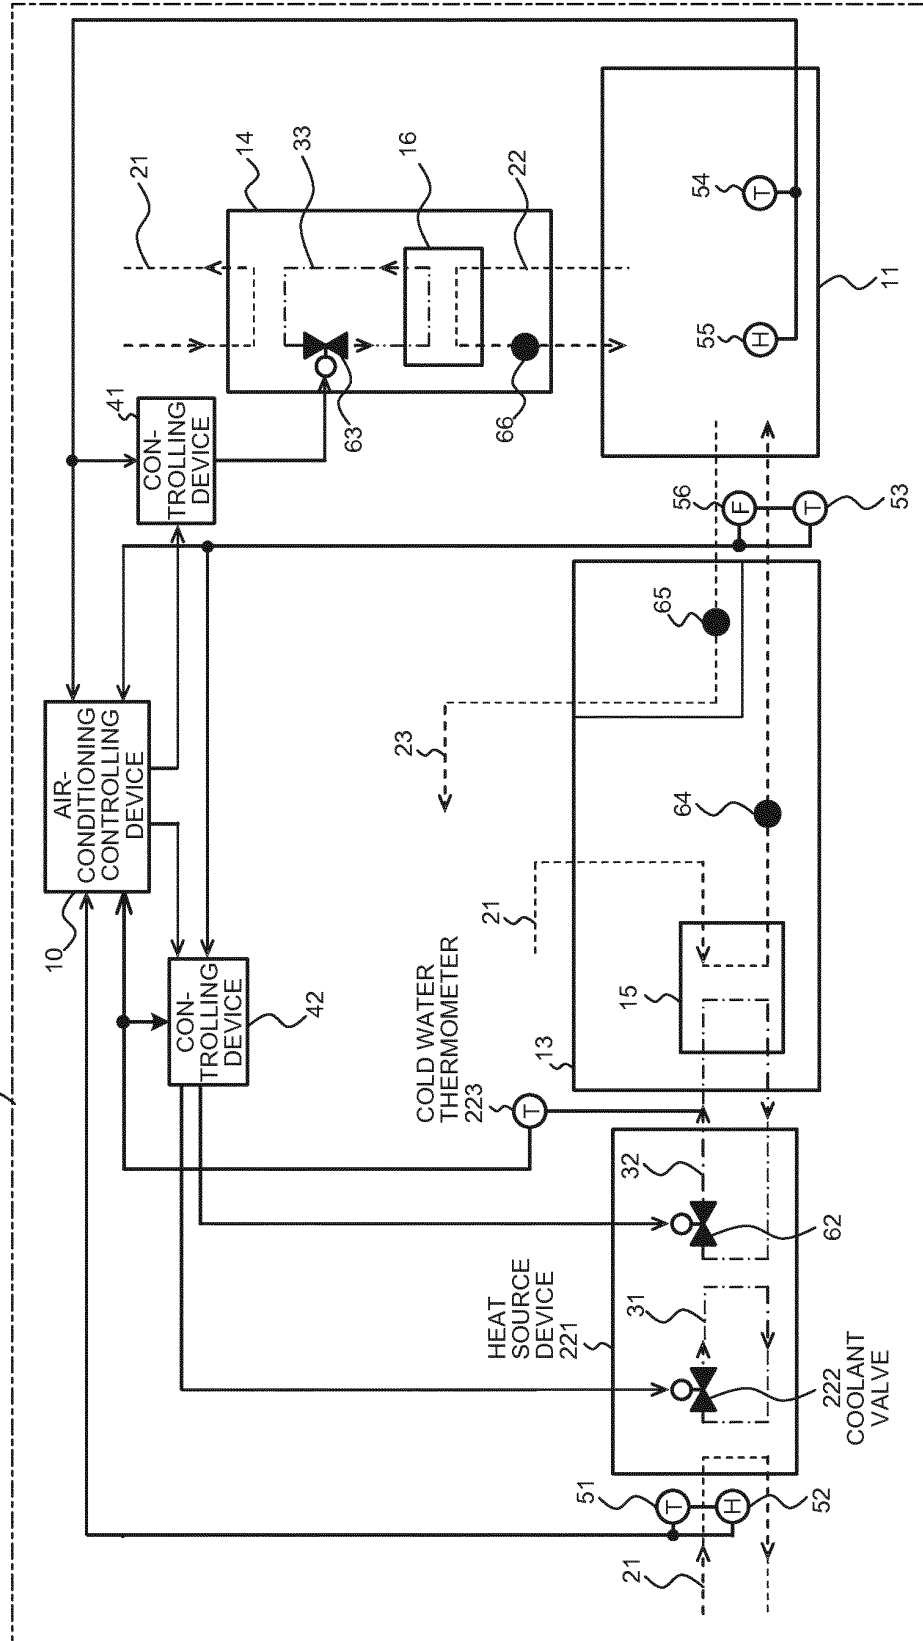 21
14
33
16
22
54
T
11
55
H
63
66
41
CON-
TROLLING
DEVICE
56
F
T
53
65
AIR-
CONDITIONING
CONTROLLING
DEVICE
10
23
64
21
CON-
TROLLING
DEVICE
42
15
13
COLD WATER
THERMOMETER
223
T
32
62
HEAT
SOURCE
DEVICE
221
31
222
COOLANT
VALVE
51
T
H
52
21